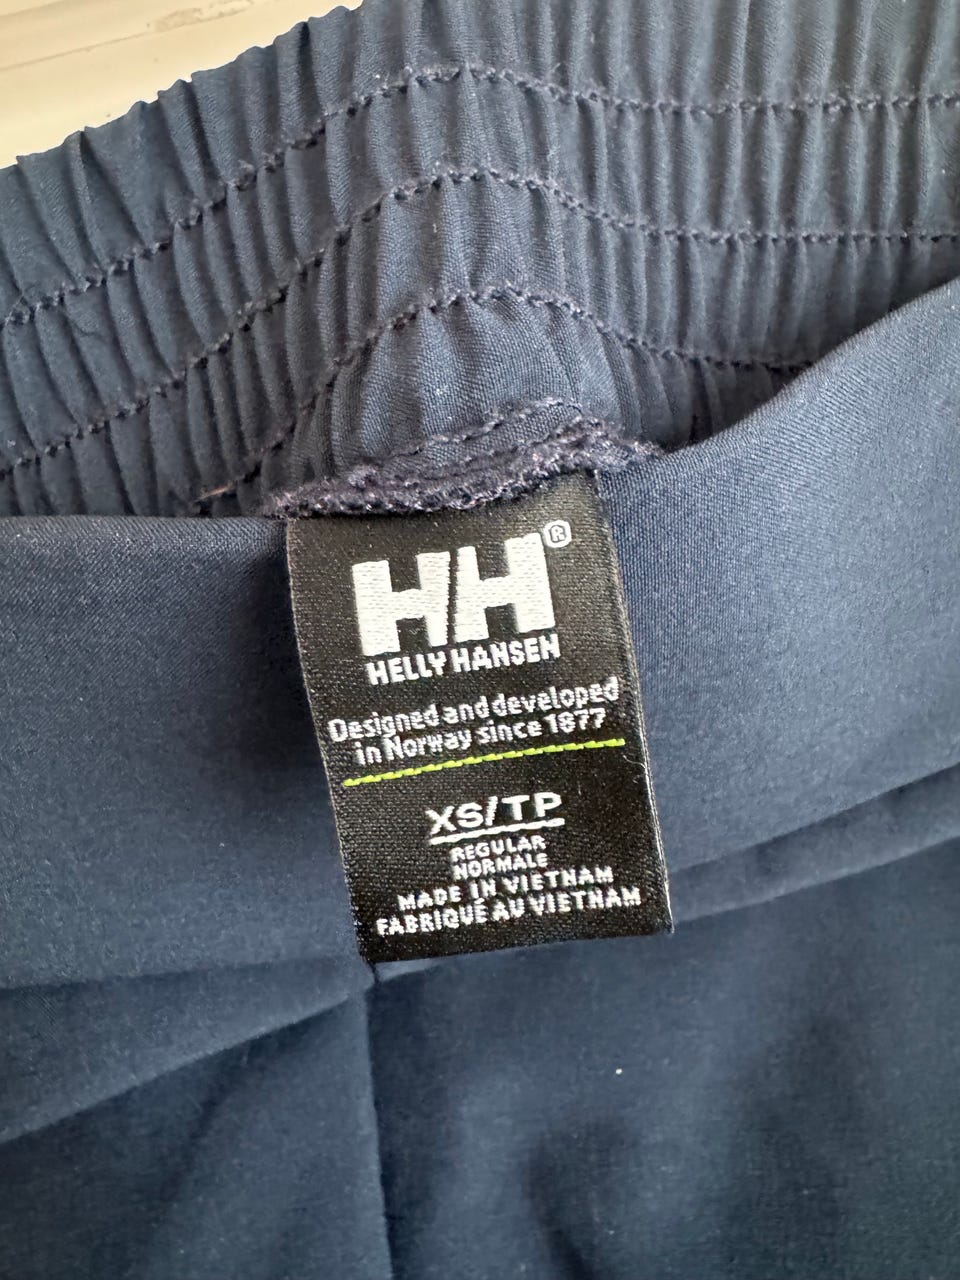 HH®
HELLY HANSEN
Designed and developed
in Norway since 1877
XS/TP
REGULAR
NORMALE
MADE IN VIETNAM
FABRIQUÉ AU VIETNAM